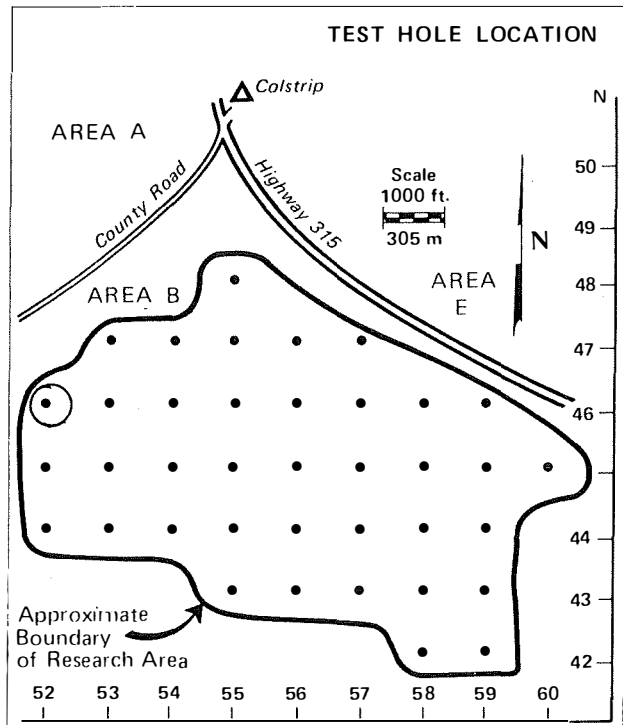 TEST HOLE LOCATION
Colstrip
N
AREA A
County Road
Highway 315
Scale
1000 ft.
305 m
N
AREA B
AREA
E
50
49
48
47
46
45
44
43
42
Approximate
Boundary
of Research Area
52 53 54 55 56 57 58 59 60